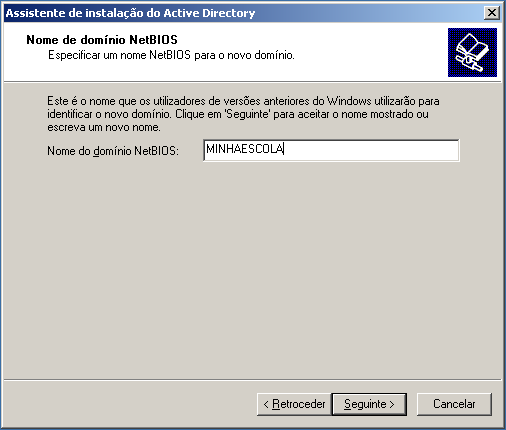 Assistente de instalação do Active Directory
Nome de domínio NetBIOS
Especificar um nome NetBIOS para o novo domínio.
Este é o nome que os utilizadores de versões anteriores do Windows utilizarão para
identificar o novo domínio. Clique em 'Seguinte' para aceitar o nome mostrado ou
escreva um novo nome.
Nome do domínio NetBIOS: MINHAESCOLA
< Retroceder Seguinte > Cancelar